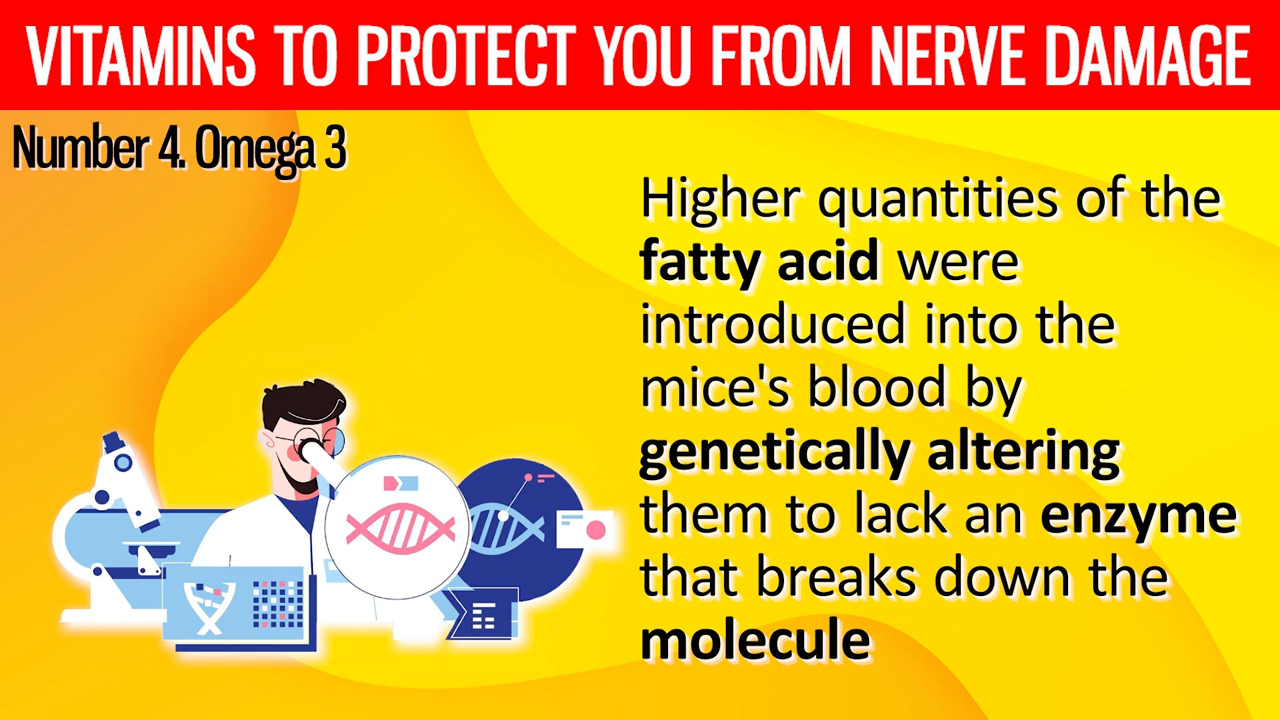 VITAMINS TO PROTECT YOU FROM NERVE DAMAGE
Number 4. Omega 3
Higher quantities of the
fatty acid were
introduced into the
mice's blood by
genetically altering
them to lack an enzyme
that breaks down the
molecule